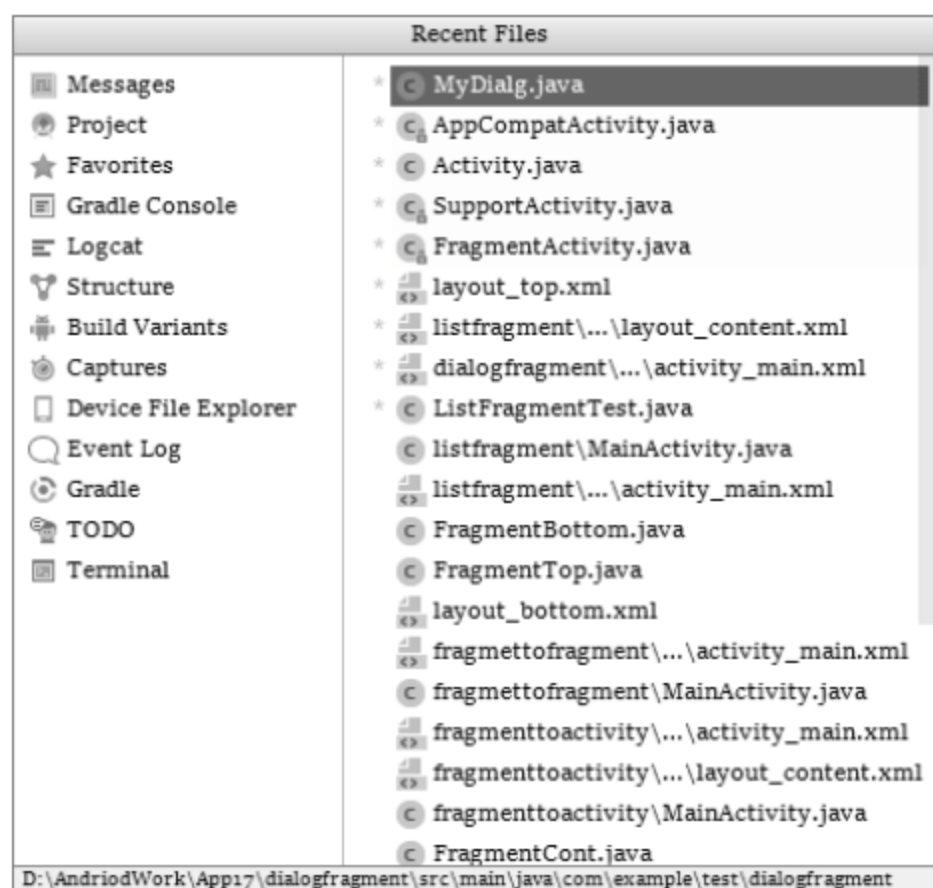 Recent Files
Messages
Project
Favorites
Gradle Console
Logcat
Structure
Build Variants
Captures
Device File Explorer
Event Log
Gradle
TODO
Terminal
* MyDialg.java
* AppCompatActivity.java
* Activity.java
* SupportActivity.java
* FragmentActivity.java
* layout_top.xml
* listfragment\...\layout_content.xml
* dialogfragment\...\activity_main.xml
* ListFragmentTest.java
listfragment\MainActivity.java
listfragment\...\activity_main.xml
FragmentBottom.java
FragmentTop.java
layout_bottom.xml
fragmettofragment\...\activity_main.xml
fragmettofragment\MainActivity.java
fragmenttoactivity\...\activity_main.xml
fragmenttoactivity\...\layout_content.xml
fragmenttoactivity\MainActivity.java
FragmentCont.java
D:\AndriodWork\App17\dialogfragment\src\main\java\com\example\test\dialogfragment